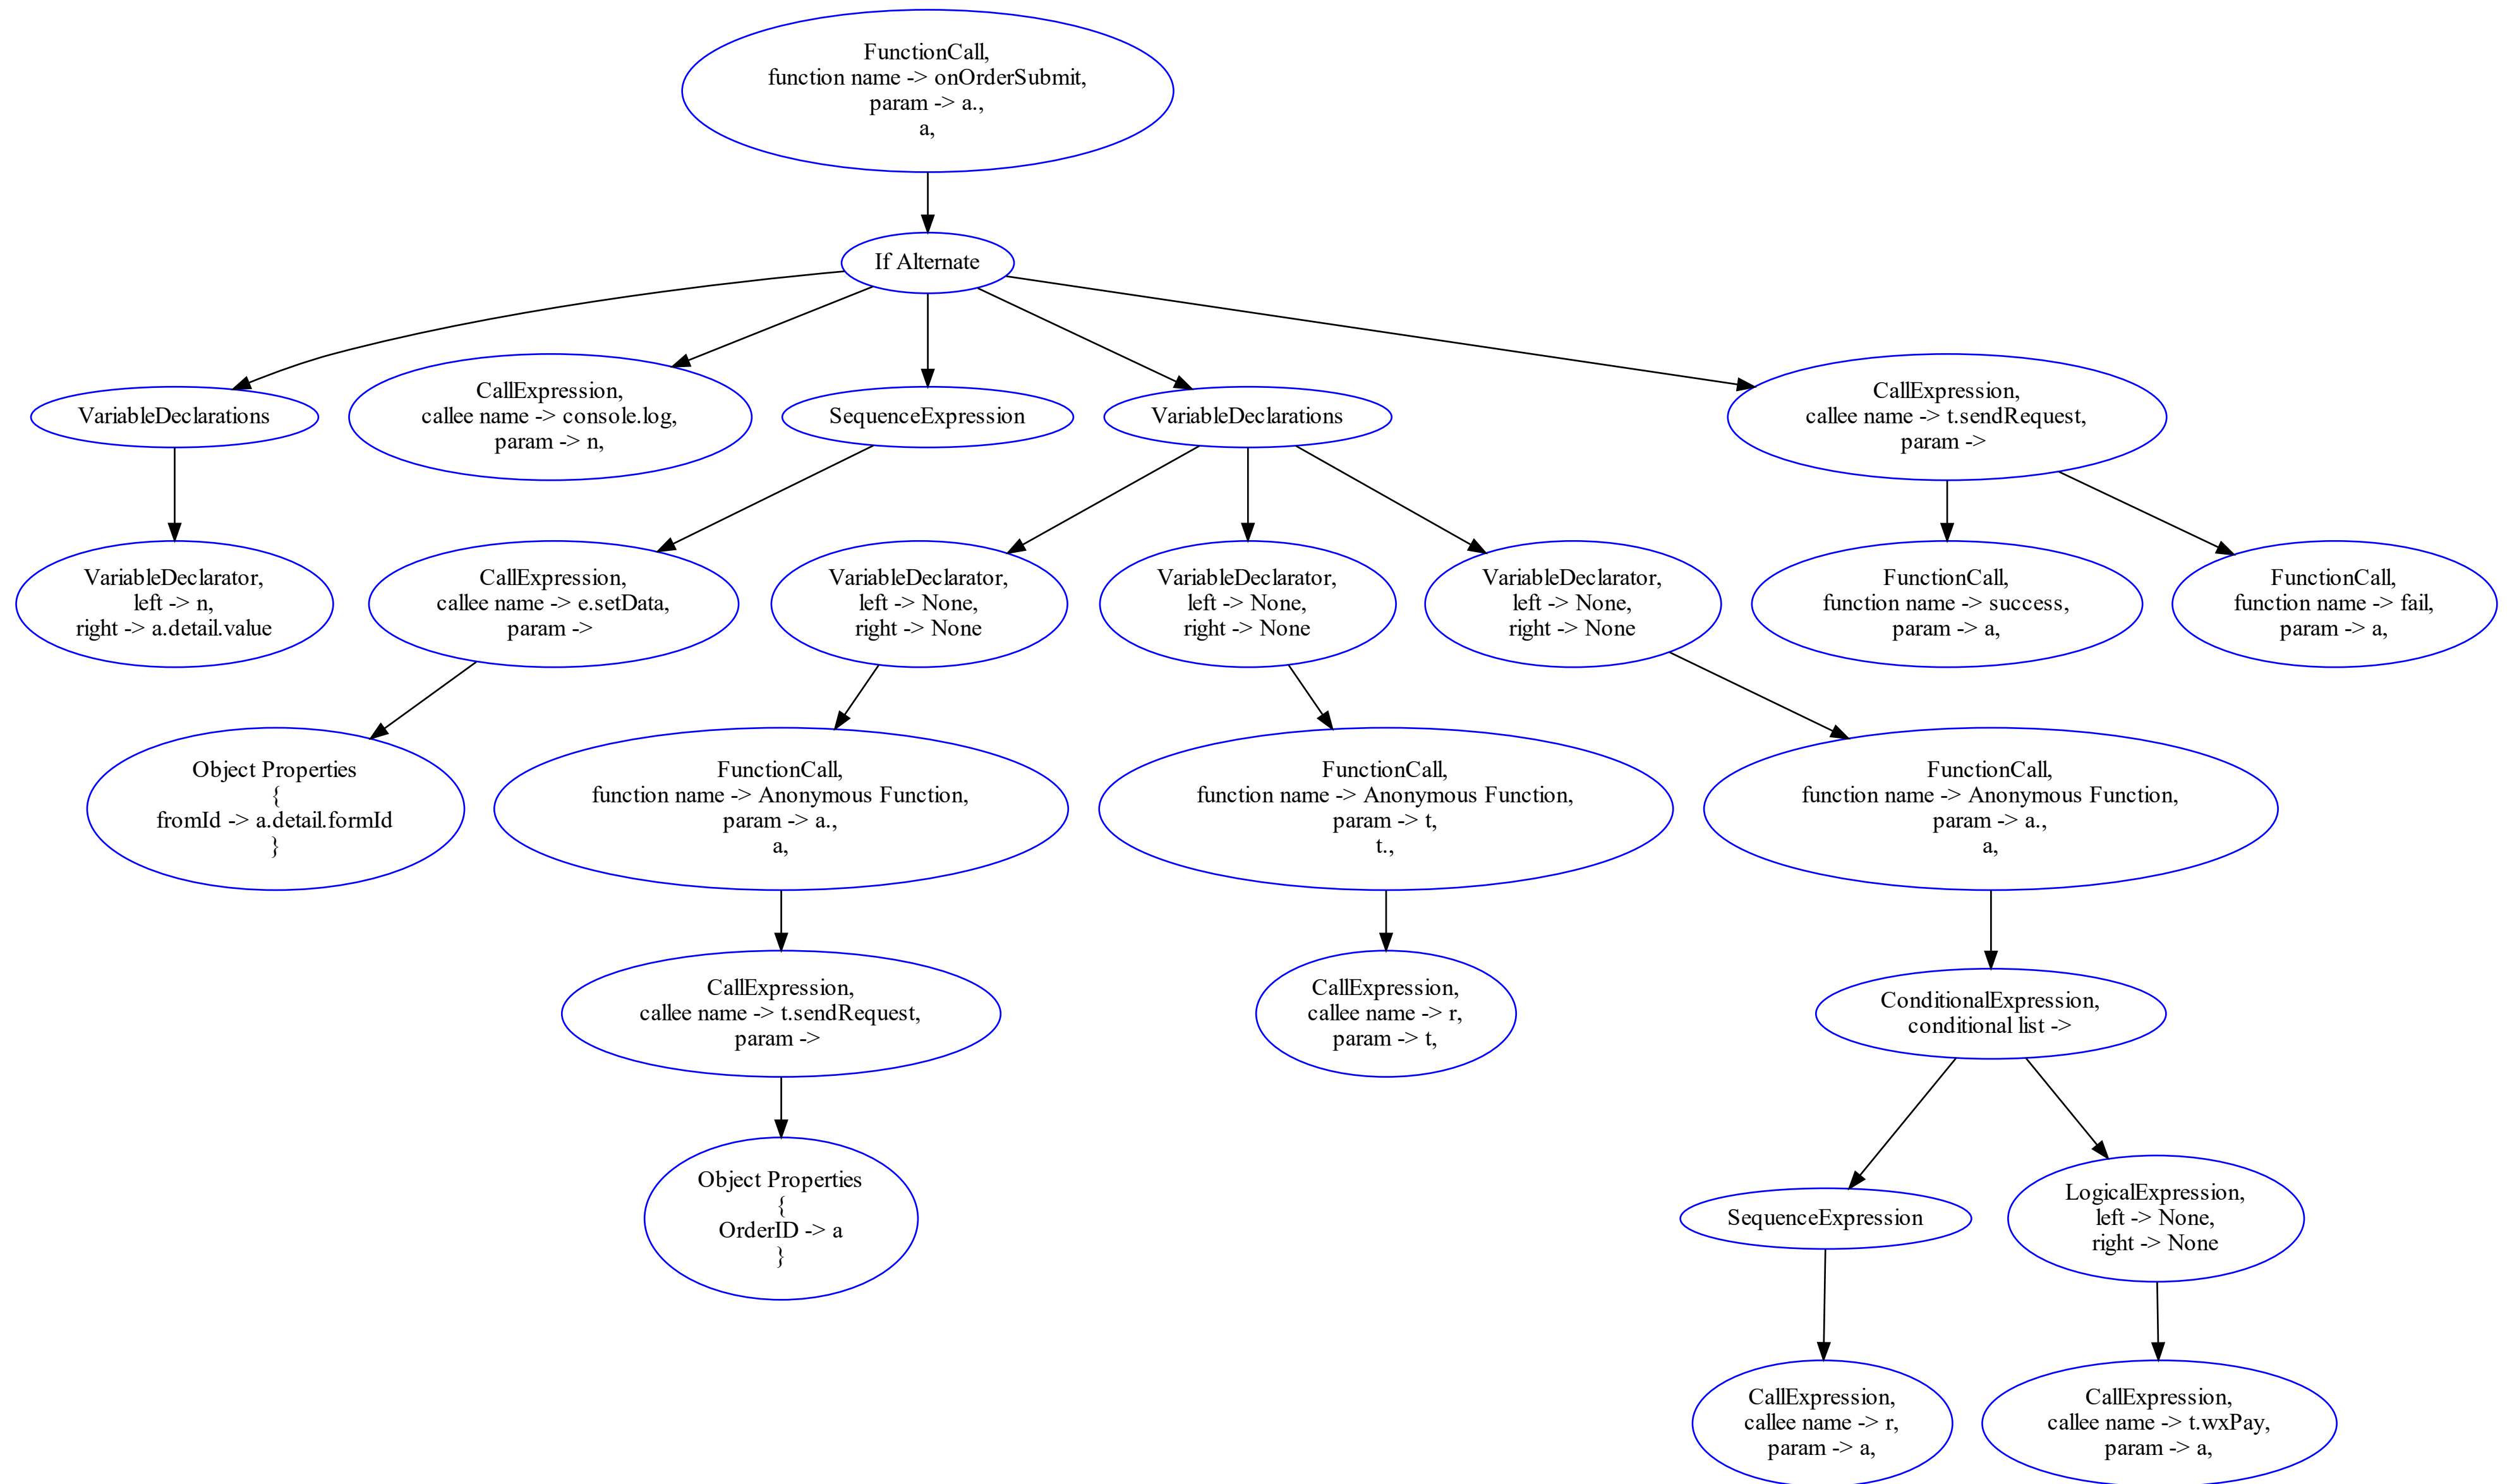 FunctionCall,
function name -> onOrderSubmit,
param -> a.,
a,
If Alternate
VariableDeclarations
CallExpression,
callee name -> console.log,
param -> n,
SequenceExpression
VariableDeclarations
CallExpression,
callee name -> t.sendRequest,
param ->
VariableDeclarator,
left -> n,
right -> a.detail.value
CallExpression,
callee name -> e.setData,
param ->
VariableDeclarator,
left -> None,
right -> None
VariableDeclarator,
left -> None,
right -> None
VariableDeclarator,
left -> None,
right -> None
FunctionCall,
function name -> success,
param -> a,
FunctionCall,
function name -> fail,
param -> a,
Object Properties
{
fromId -> a.detail.formId
}
FunctionCall,
function name -> Anonymous Function,
param -> a.,
a,
FunctionCall,
function name -> Anonymous Function,
param -> t,
t.,
FunctionCall,
function name -> Anonymous Function,
param -> a.,
a,
CallExpression,
callee name -> t.sendRequest,
param ->
CallExpression,
callee name -> r,
param -> t,
ConditionalExpression,
conditional list ->
Object Properties
{
OrderID -> a
}
SequenceExpression
LogicalExpression,
left -> None,
right -> None
CallExpression,
callee name -> r,
param -> a,
CallExpression,
callee name -> t.wxPay,
param -> a,